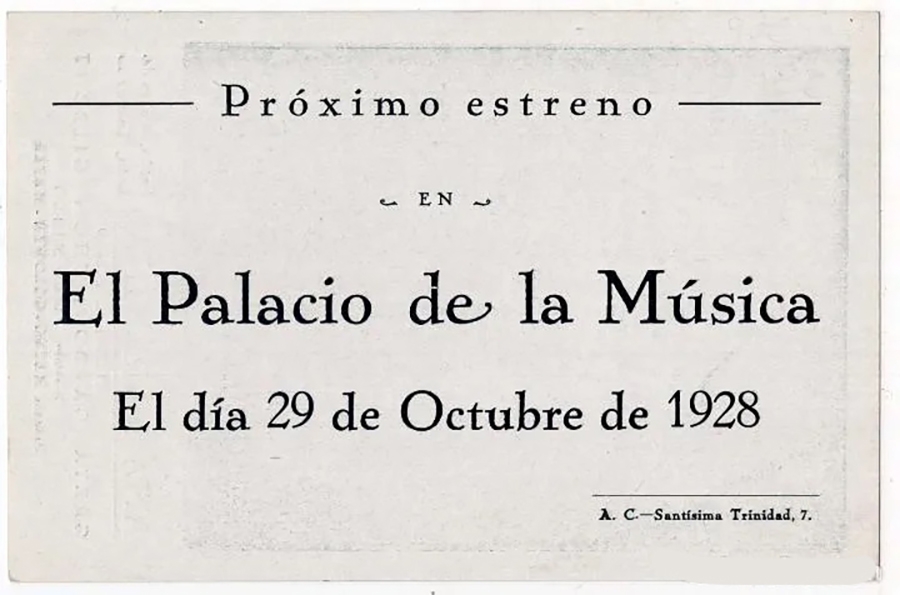 Próximo estreno
EN
El Palacio de la Música
El día 29 de Octubre de 1928
A. C.—Santísima Trinidad, 7.